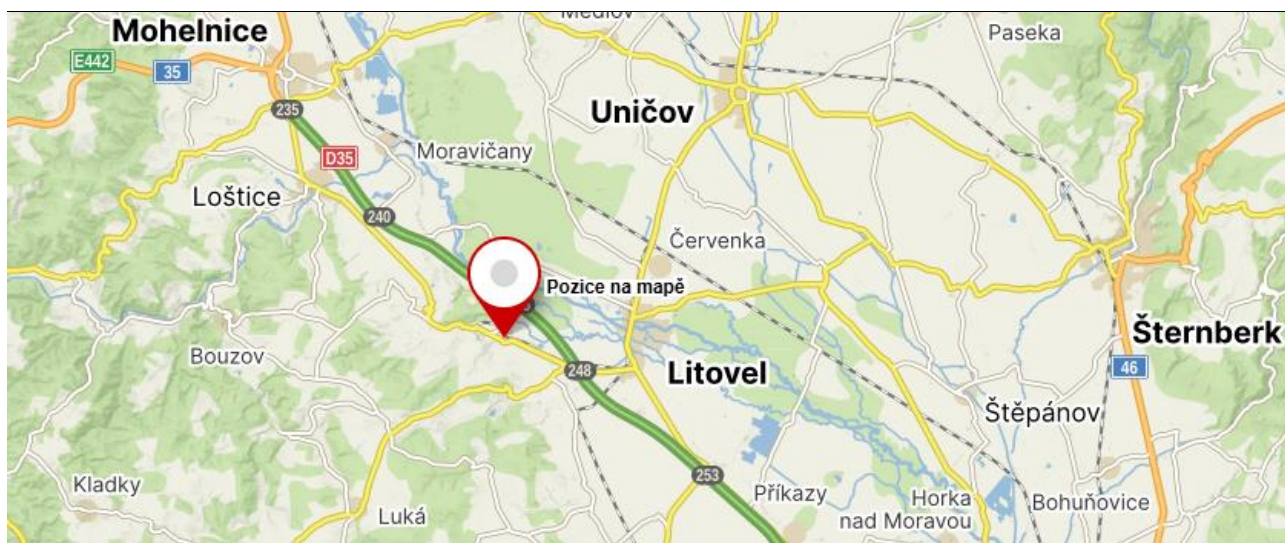 Medlov
Mohelnice
Paseka
E442
35
235
Uničov
D35
Moravičany
Loštice
240
Červenka
Pozice na mapě
Bouzov
Šternberk
248
Litovel
46
Štěpánov
Kladky
253
Příkazy
Horka
nad Moravou
Bohuňovice
Luká